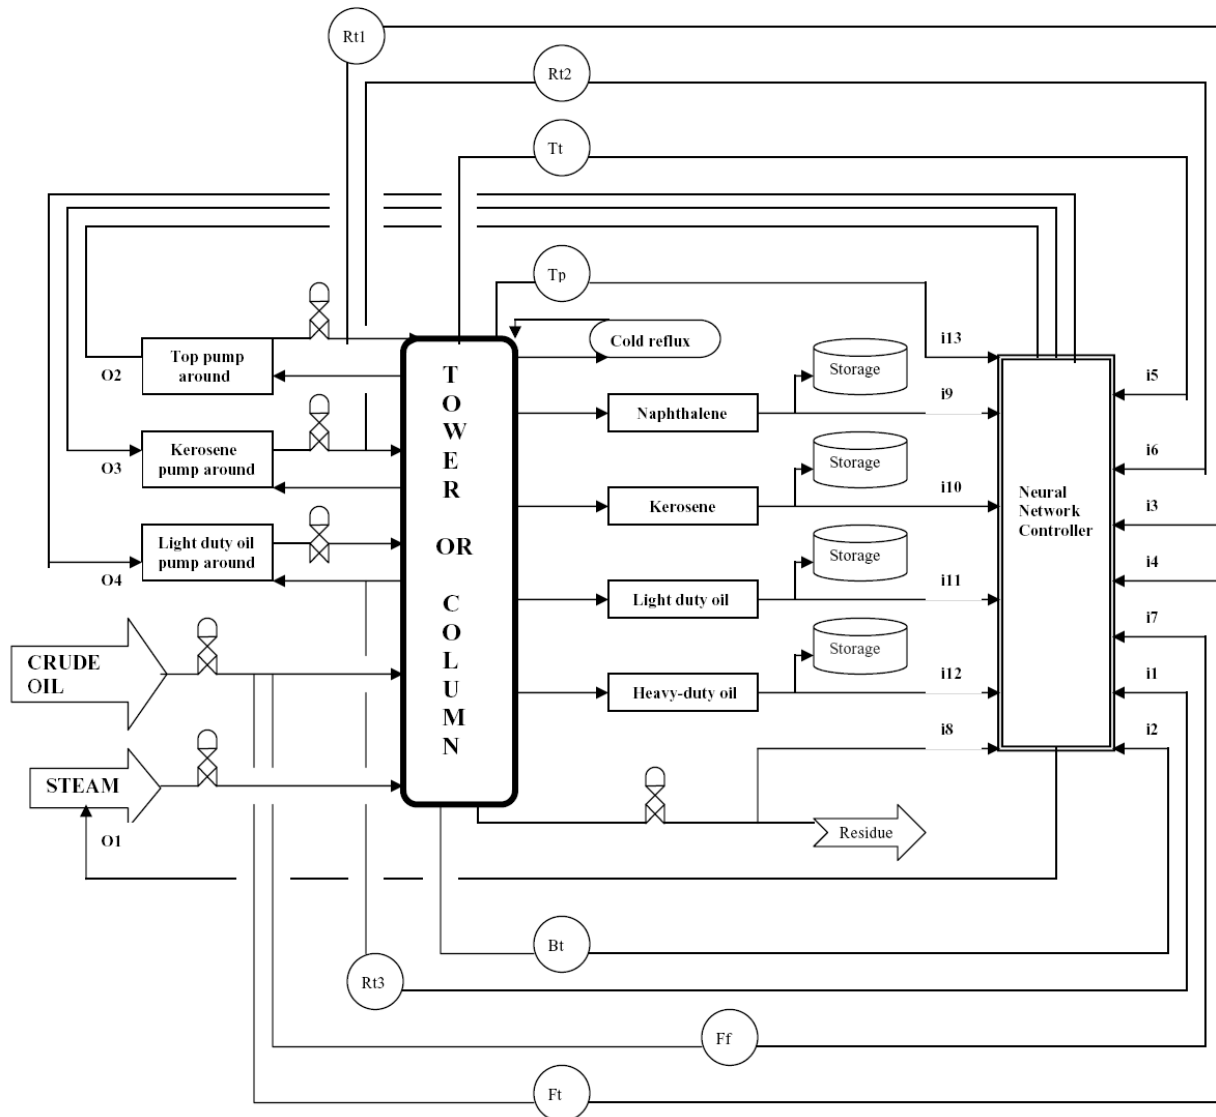 Rt1
Rt2
Tt
Tp
Cold reflux
i13
Top pump
around
O2
Storage
i9
i5
Naphthalene
Kerosene
pump around
O3
Storage
i10
i6
Kerosene
Neural
Network
Controller
i3
Light duty oil
pump around
O4
Storage
i11
i4
Light duty oil
T
O
W
E
R
OR
C
O
L
U
M
N
CRUDE
OIL
Storage
i12
i7
i1
Heavy-duty oil
i8
i2
STEAM
O1
Residue
Bt
Rt3
Ff
Ft